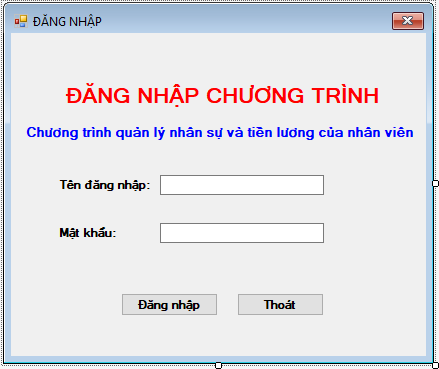 ĐĂNG NHẬP
ĐĂNG NHẬP CHƯƠNG TRÌNH
Chương trình quản lý nhân sự và tiền lương của nhân viên
Tên đăng nhập:
Mật khẩu:
Đăng nhập Thoát